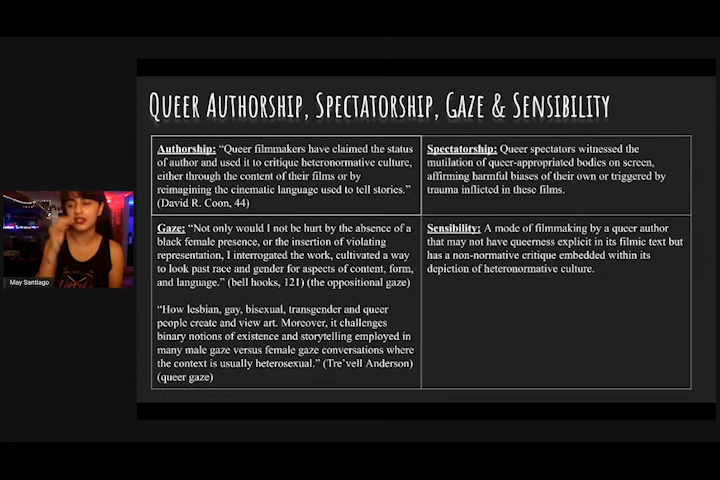 QUEER AUTHORSHIP, SPECTATORSHIP, GAZE & SENSIBILITY
Authorship: “Queer filmmakers have claimed the status
of author and used it to critique heteronormative culture,
either through the content of their films or by
reimagining the cinematic language used to tell stories.”
(David R. Coon, 44)
Spectatorship: Queer spectators witnessed the
mutilation of queer-appropriated bodies on screen,
affirming harmful biases of their own or triggered by
trauma inflicted in these films.
Gaze: “Not only would I not be hurt by the absence of a
black female presence, or the insertion of violating
representation, I interrogated the work, cultivated a way
to look past race and gender for aspects of content, form,
and language.” (bell hooks, 121) (the oppositional gaze)
“How lesbian, gay, bisexual, transgender and queer
people create and view art. Moreover, it challenges
binary notions of existence and storytelling employed in
many male gaze versus female gaze conversations where
the context is usually heterosexual.” (Tre’vell Anderson)
(queer gaze)
Sensibility: A mode of filmmaking by a queer author
that may not have queerness explicit in its filmic text but
has a non-normative critique embedded within its
depiction of heteronormative culture.
May Santiago